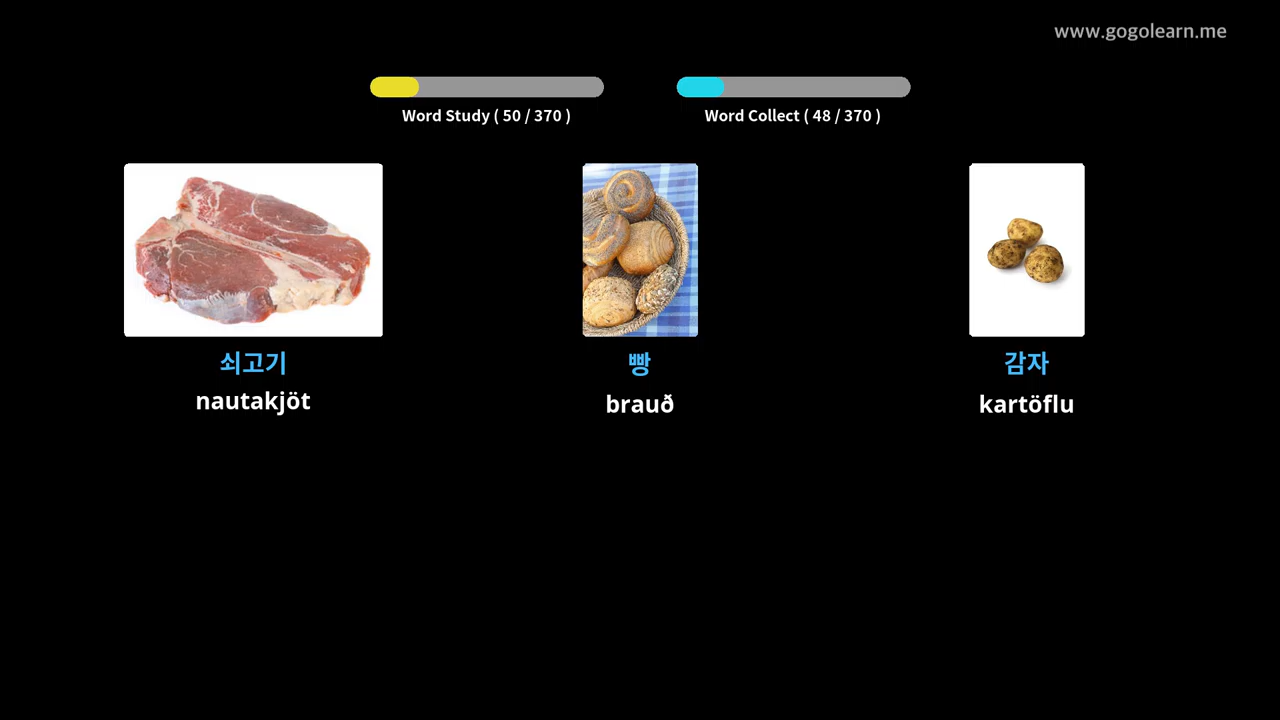 www.gogolearn.me
Word Study ( 50 / 370 )
Word Collect ( 48 / 370 )
쇠고기
nautakjöt
빵
brauð
감자
kartöflu